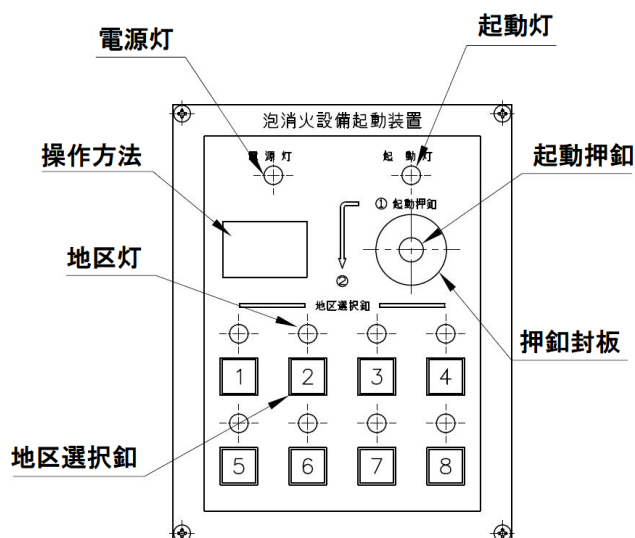 電源灯
起動灯
泡消火設備起動装置
操作方法
電源灯
起動灯
起動押釦
① 起動押釦
地区灯
②
地区選択釦
押釦封板
1 2 3 4
地区選択釦
5 6 7 8